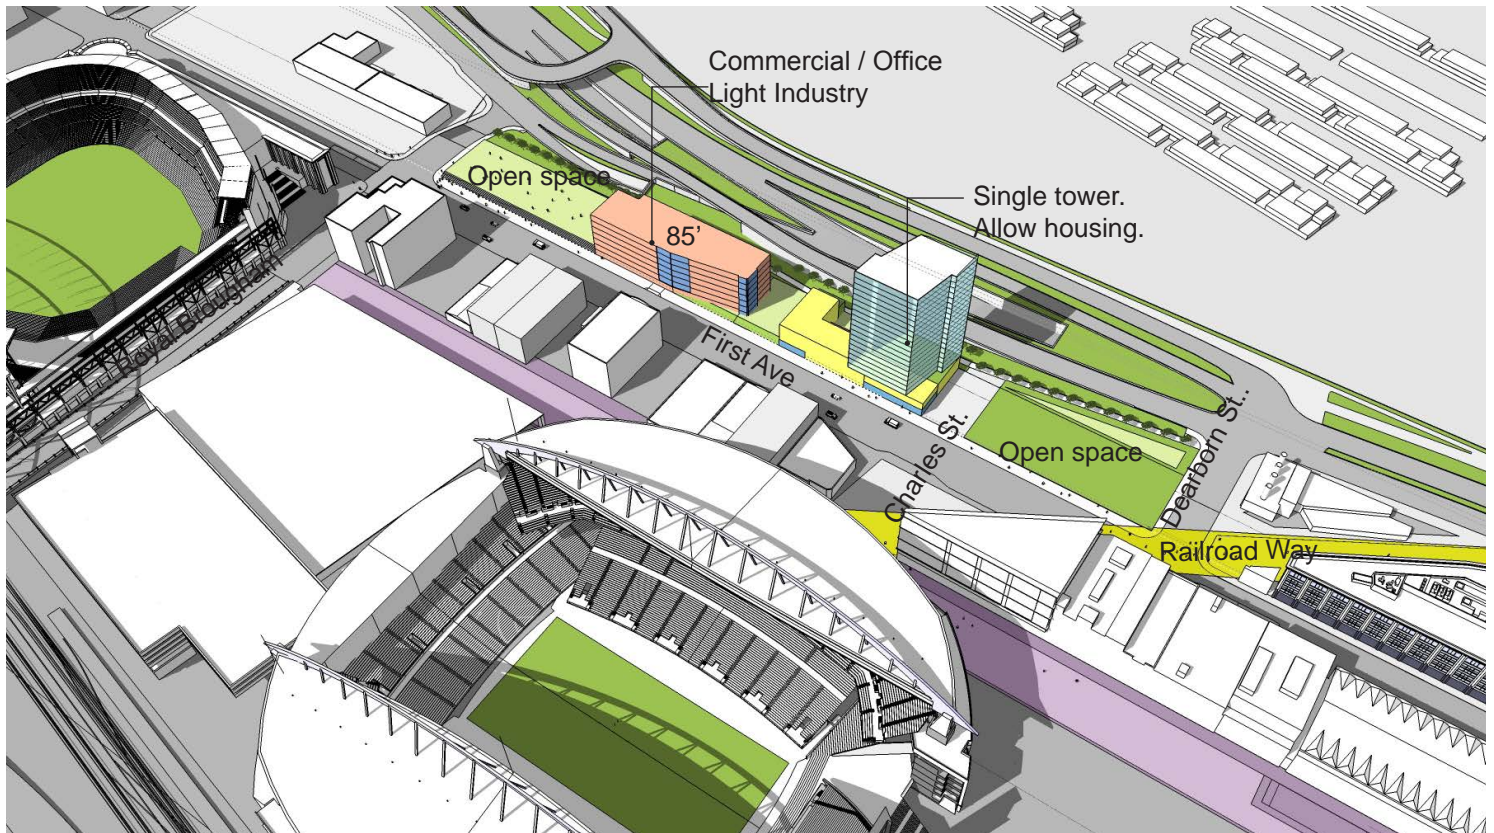 Commercial / Office
Light Industry
Open space
Single tower.
Allow housing.
85’
Royal Brougham
First Ave
Charles St.
Open space
Dearborn St..
Railroad Way